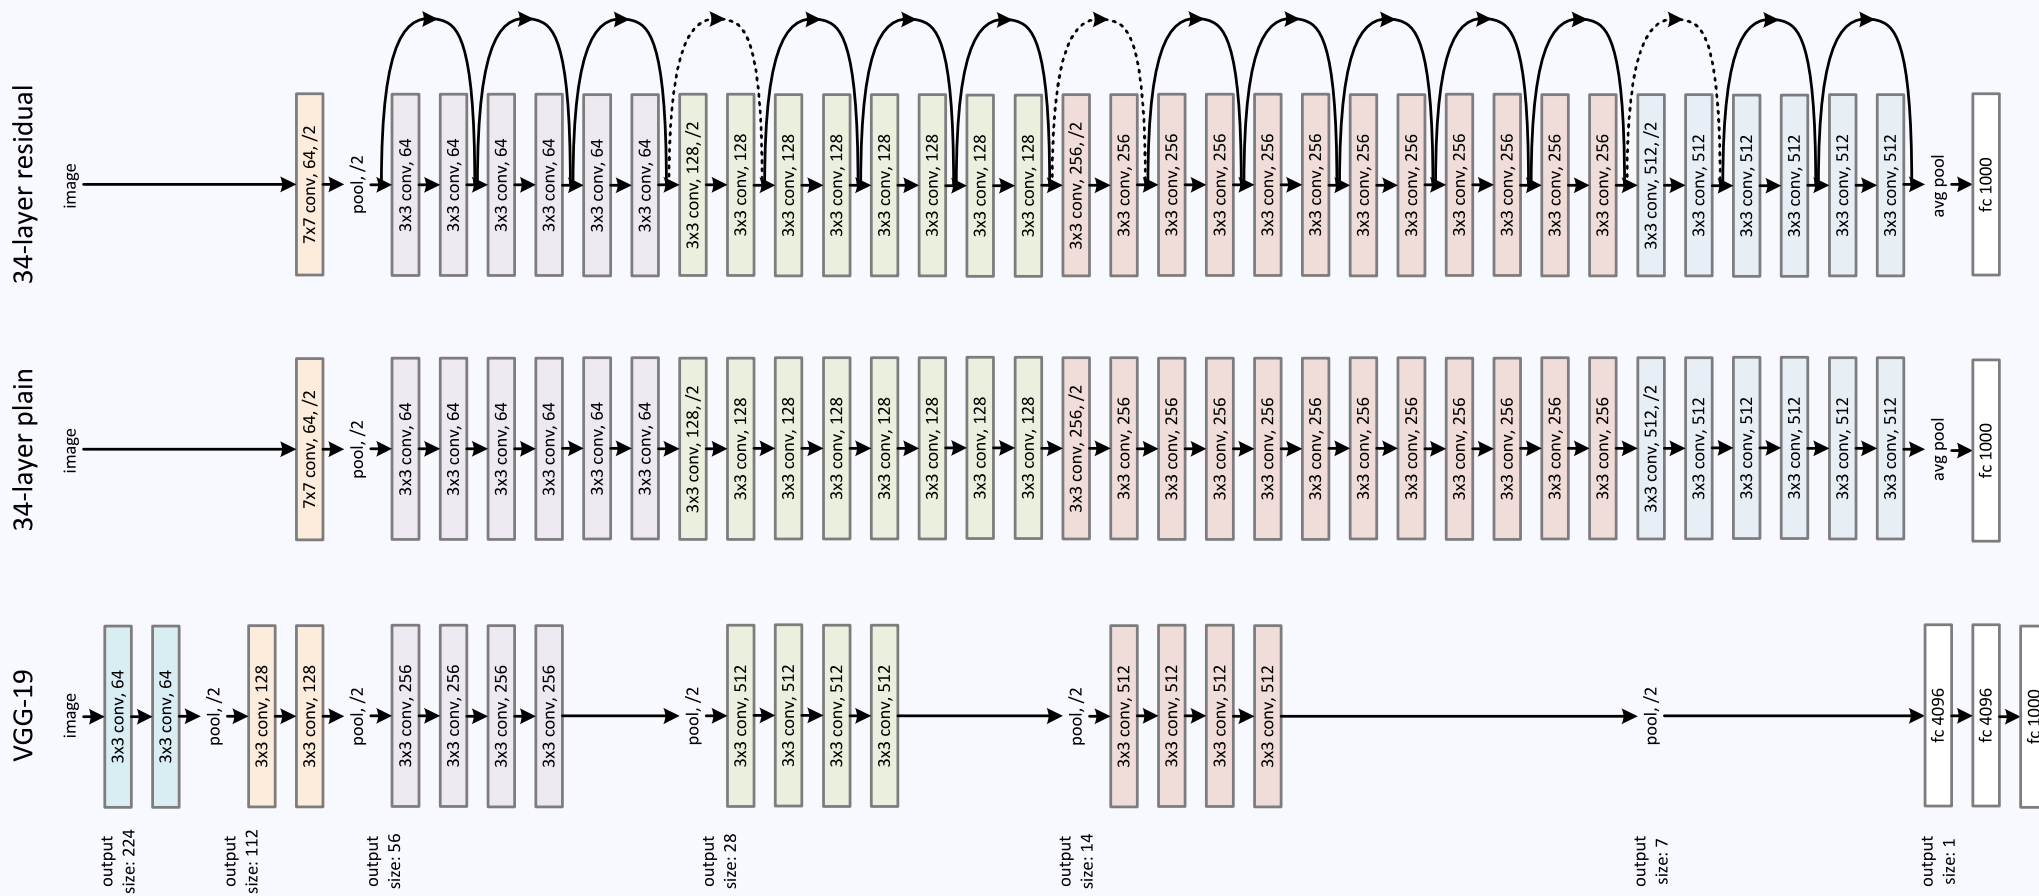 34-layer residual
image
7x7 conv, 64, /2
pool, /2
3x3 conv, 64
3x3 conv, 64
3x3 conv, 64
3x3 conv, 64
3x3 conv, 64
3x3 conv, 64
3x3 conv, 128, /2
3x3 conv, 128
3x3 conv, 128
3x3 conv, 128
3x3 conv, 128
3x3 conv, 128
3x3 conv, 128
3x3 conv, 128
3x3 conv, 256, /2
3x3 conv, 256
3x3 conv, 256
3x3 conv, 256
3x3 conv, 256
3x3 conv, 256
3x3 conv, 256
3x3 conv, 256
3x3 conv, 256
3x3 conv, 256
3x3 conv, 256
3x3 conv, 256
3x3 conv, 512, /2
3x3 conv, 512
3x3 conv, 512
3x3 conv, 512
3x3 conv, 512
3x3 conv, 512
avg pool
fc 1000
34-layer plain
image
7x7 conv, 64, /2
pool, /2
3x3 conv, 64
3x3 conv, 64
3x3 conv, 64
3x3 conv, 64
3x3 conv, 64
3x3 conv, 64
3x3 conv, 128, /2
3x3 conv, 128
3x3 conv, 128
3x3 conv, 128
3x3 conv, 128
3x3 conv, 128
3x3 conv, 128
3x3 conv, 128
3x3 conv, 256, /2
3x3 conv, 256
3x3 conv, 256
3x3 conv, 256
3x3 conv, 256
3x3 conv, 256
3x3 conv, 256
3x3 conv, 256
3x3 conv, 256
3x3 conv, 256
3x3 conv, 256
3x3 conv, 256
3x3 conv, 512, /2
3x3 conv, 512
3x3 conv, 512
3x3 conv, 512
3x3 conv, 512
3x3 conv, 512
avg pool
fc 1000
VGG-19
image
3x3 conv, 64
3x3 conv, 64
pool, /2
3x3 conv, 128
3x3 conv, 128
pool, /2
3x3 conv, 256
3x3 conv, 256
3x3 conv, 256
3x3 conv, 256
pool, /2
3x3 conv, 512
3x3 conv, 512
3x3 conv, 512
3x3 conv, 512
pool, /2
3x3 conv, 512
3x3 conv, 512
3x3 conv, 512
3x3 conv, 512
pool, /2
fc 4096
fc 4096
fc 1000
output
size: 224
output
size: 112
output
size: 56
output
size: 28
output
size: 14
output
size: 7
output
size: 1